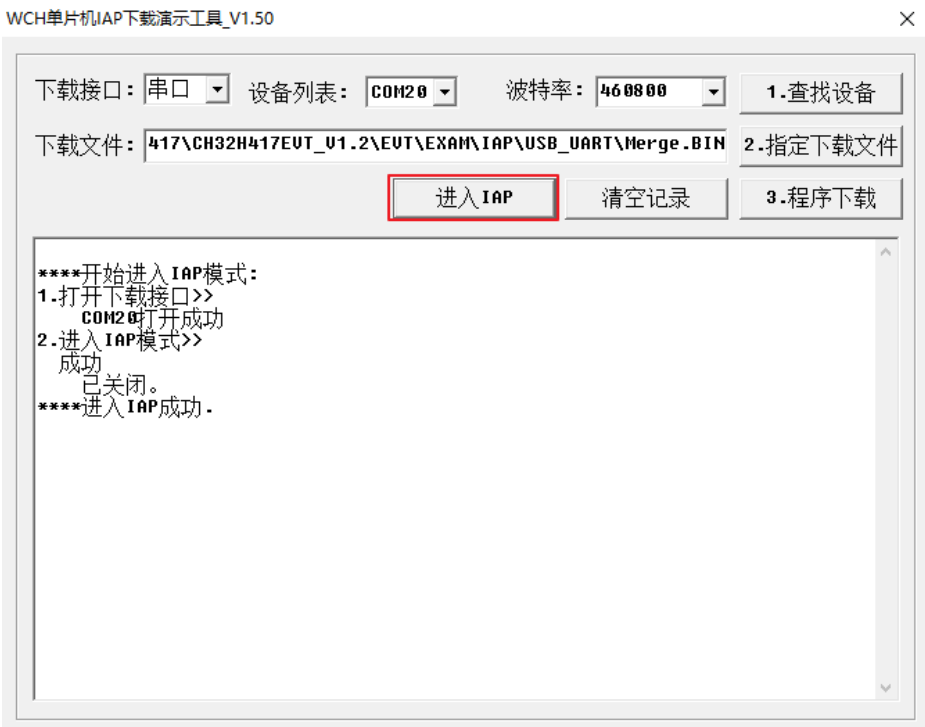 WCH单片机IAP下载演示工具_V1.50
下载接口: 串口 设备列表: COM20 波特率: 460800 1.查找设备
下载文件: 417\CH32H417EVT_V1.2\EVT\EXAM\IAP\USB_UART\Merge.BIN 2.指定下载文件
进入IAP 清空记录 3.程序下载
****开始进入IAP模式:
1.打开下载接口>>
COM20打开成功
2.进入IAP模式>>
成功
已关闭。
****进入IAP成功.